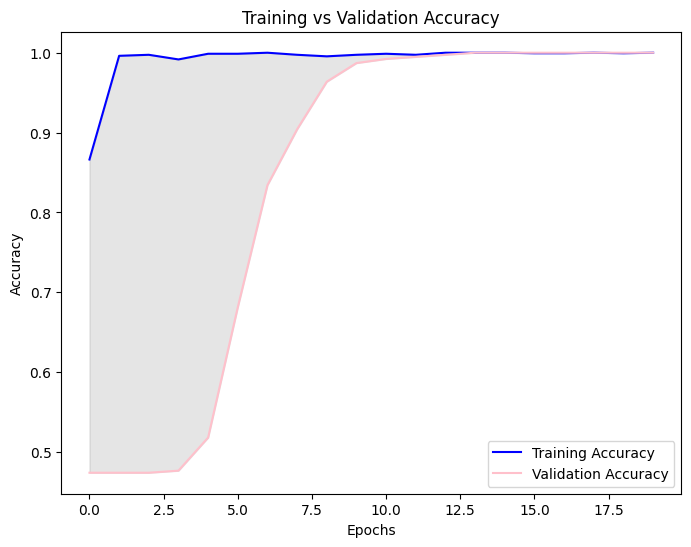 Training vs Validation Accuracy
1.0
0.9
0.8
0.7
0.6
0.5
Accuracy
0.0 2.5 5.0 7.5 10.0 12.5 15.0 17.5
Epochs
Training Accuracy
Validation Accuracy